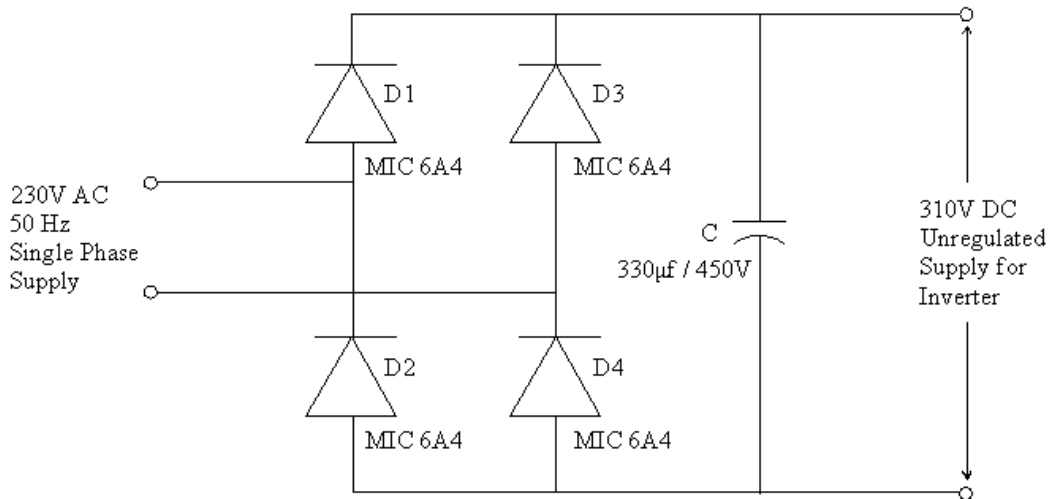 D1
D3
MIC 6A4
MIC 6A4
230V AC
50 Hz
Single Phase
Supply
C
330µf / 450V
310V DC
Unregulated
Supply for
Inverter
D2
D4
MIC 6A4
MIC 6A4